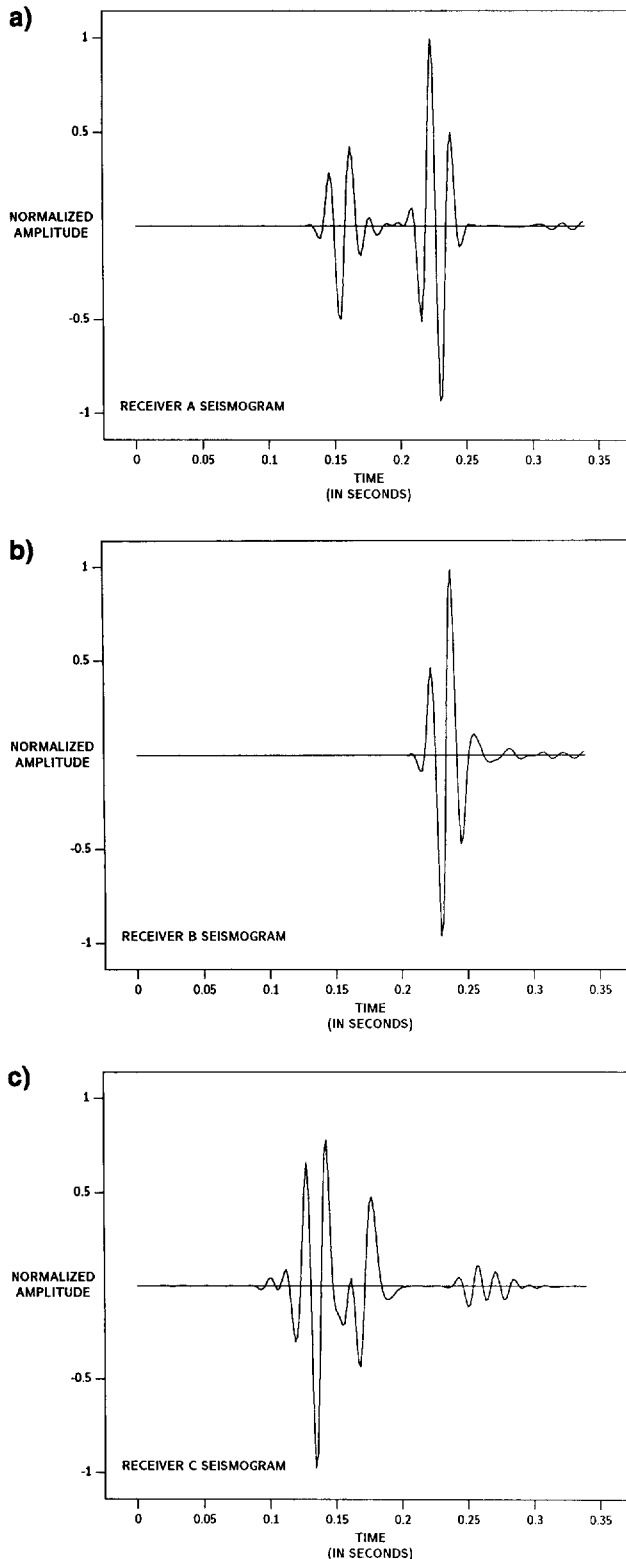 a)
1
0.5
NORMALIZED
AMPLITUDE
0
-0.5
-1
RECEIVER A SEISMOGRAM
0 0.05 0.1 0.15 0.2 0.25 0.3 0.35
TIME
(IN SECONDS)
b)
1
0.5
NORMALIZED
AMPLITUDE
0
-0.5
-1
RECEIVER B SEISMOGRAM
0 0.05 0.1 0.15 0.2 0.25 0.3 0.35
TIME
(IN SECONDS)
c)
1
0.5
NORMALIZED
AMPLITUDE
0
-0.5
-1
RECEIVER C SEISMOGRAM
0 0.05 0.1 0.15 0.2 0.25 0.3 0.35
TIME
(IN SECONDS)